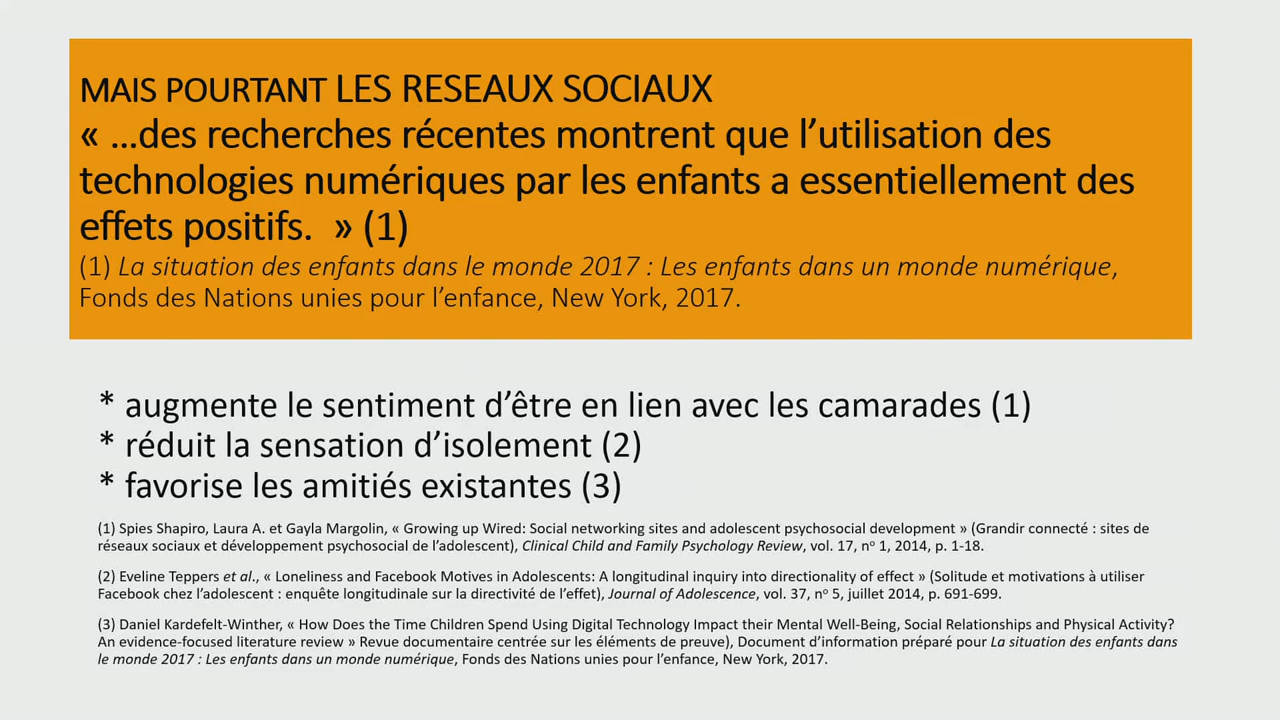 MAIS POURTANT LES RESEAUX SOCIAUX
« …des recherches récentes montrent que l’utilisation des
technologies numériques par les enfants a essentiellement des
effets positifs.  » (1)
(1) La situation des enfants dans le monde 2017 : Les enfants dans un monde numérique,
Fonds des Nations unies pour l’enfance, New York, 2017.
* augmente le sentiment d’être en lien avec les camarades (1)
* réduit la sensation d’isolement (2)
* favorise les amitiés existantes (3)
(1) Spies Shapiro, Laura A. et Gayla Margolin, « Growing up Wired: Social networking sites and adolescent psychosocial development » (Grandir connecté : sites de
réseaux sociaux et développement psychosocial de l’adolescent), Clinical Child and Family Psychology Review, vol. 17, nº 1, 2014, p. 1-18.
(2) Eveline Teppers et al., « Loneliness and Facebook Motives in Adolescents: A longitudinal inquiry into directionality of effect » (Solitude et motivations à utiliser
Facebook chez l’adolescent : enquête longitudinale sur la directivité de l’effet), Journal of Adolescence, vol. 37, nº 5, juillet 2014, p. 691-699.
(3) Daniel Kardefelt-Winther, « How Does the Time Children Spend Using Digital Technology Impact their Mental Well-Being, Social Relationships and Physical Activity?
An evidence-focused literature review » Revue documentaire centrée sur les éléments de preuve), Document d’information préparé pour La situation des enfants dans
le monde 2017 : Les enfants dans un monde numérique, Fonds des Nations unies pour l’enfance, New York, 2017.